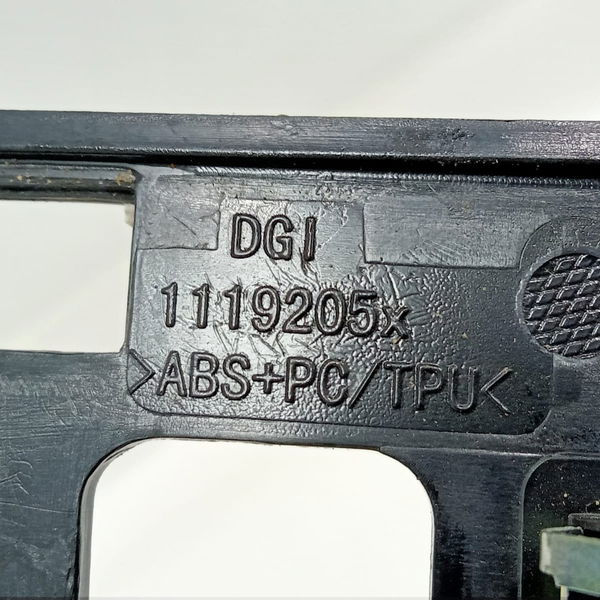 DGI
1119205x
>ABS+PC/TPU<